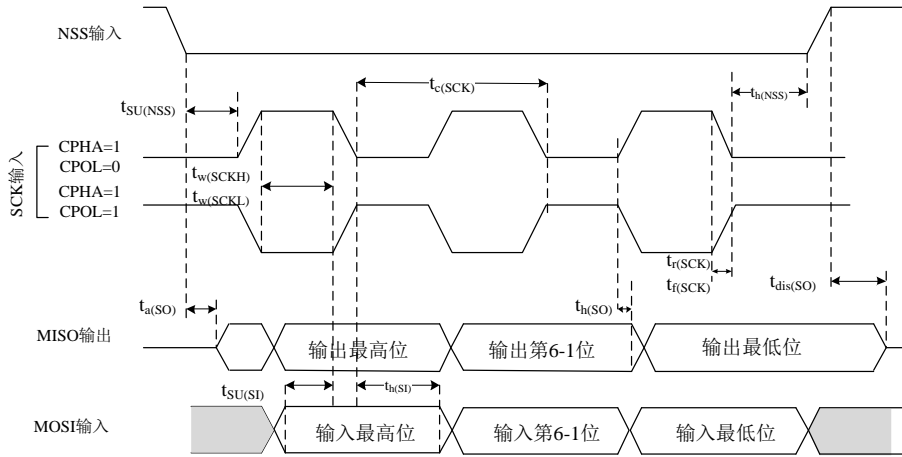 NSS输入
tc(SCK)
th(NSS)
tSU(NSS)
SCK输入
CPHA=1
CPOL=0
CPHA=1
CPOL=1
tw(SCKH)
tw(SCKL)
tr(SCK)
tf(SCK)
ta(SO)
th(SO)
tdis(SO)
MISO输出
输出最高位
输出第6-1位
输出最低位
tSU(SI)
th(SI)
MOSI输入
输入最高位
输入第6-1位
输入最低位